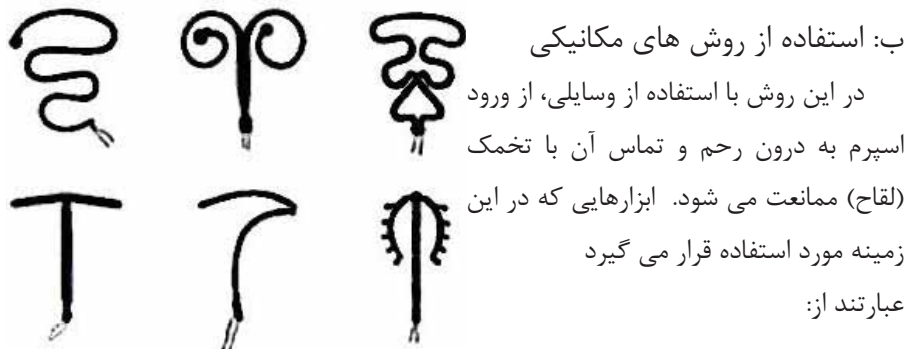 ب: استفاده از روش های مکانیکی
در این روش با استفاده از وسایلی، از ورود
اسپرم به درون رحم و تماس آن با تخمک
(لقاح) ممانعت می شود. ابزارهایی که در این
زمینه مورد استفاده قرار می گیرد
عبارتند از: